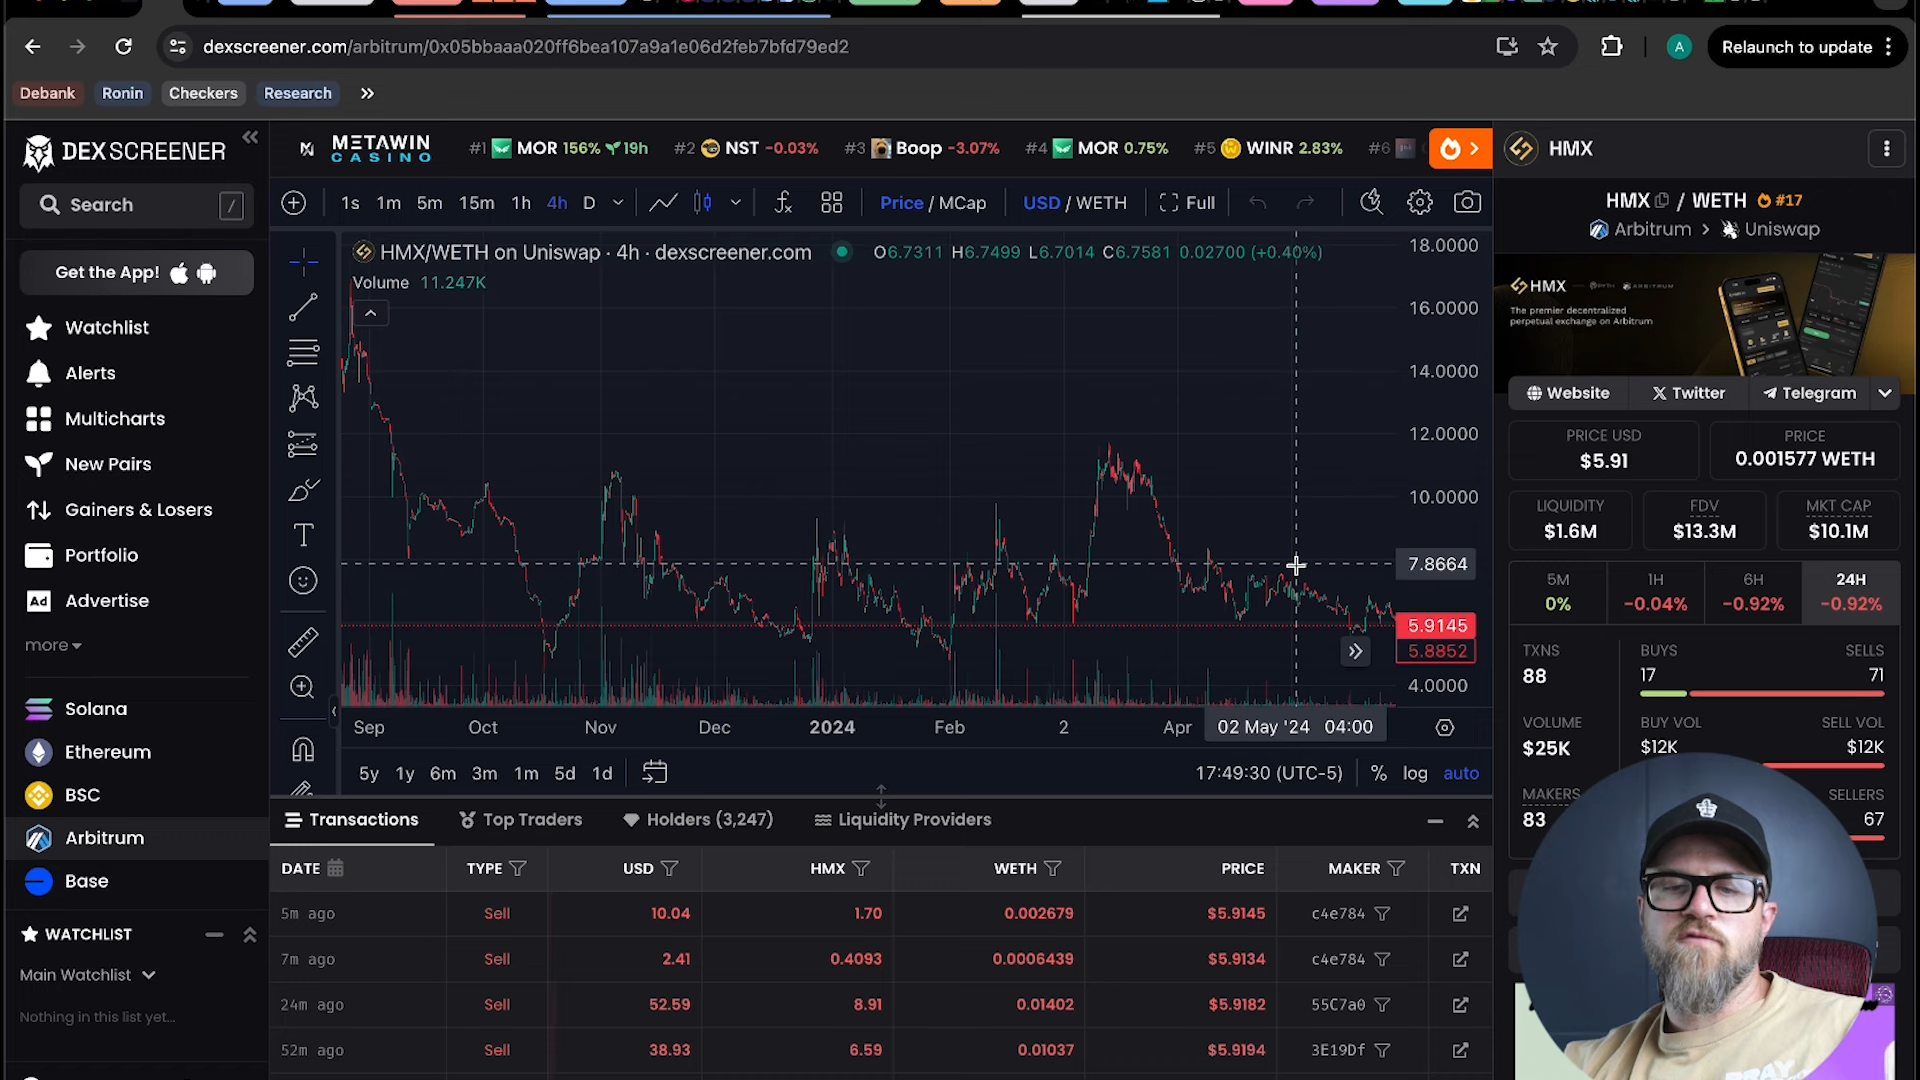 dexscreener.com/arbitrum/0x05bbaaa020ff6bea107a9a1e06d2feb7bfd79ed2
A
Relaunch to update
Debank
Ronin
Checkers
Research
DEXSCREENER
METAWIN
CASINO
#1 MOR 156% 19h
#2 NST -0.03%
#3 Boop -3.07%
#4 MOR 0.75%
#5 WINR 2.83%
#6
HMX
Search /
Get the App!
Watchlist
Alerts
Multicharts
New Pairs
Gainers & Losers
Portfolio
Ad Advertise
more
Solana
Ethereum
BSC
Arbitrum
Base
WATCHLIST
Main Watchlist
Nothing in this list yet...
1s 1m 5m 15m 1h 4h D
Price / MCap
USD / WETH
Full
HMX/WETH on Uniswap · 4h · dexscreener.com
O6.7311 H6.7499 L6.7014 C6.7581 0.02700 (+0.40%)
Volume 11.247K
18.0000
16.0000
14.0000
12.0000
10.0000
7.8664
5.9145
5.8852
4.0000
Sep Oct Nov Dec 2024 Feb 2 Apr 02 May '24 04:00
5y 1y 6m 3m 1m 5d 1d
17:49:30 (UTC-5) % log auto
Transactions
Top Traders
Holders (3,247)
Liquidity Providers
DATE TYPE USD HMX WETH PRICE MAKER TXN
5m ago Sell 10.04 1.70 0.002679 $5.9145 c4e784
7m ago Sell 2.41 0.4093 0.0006439 $5.9134 c4e784
24m ago Sell 52.59 8.91 0.01402 $5.9182 55C7a0
52m ago Sell 38.93 6.59 0.01037 $5.9194 3E19Df
HMX / WETH #17
Arbitrum > Uniswap
HMX PYTH ARBITRUM
The premier decentralized
perpetual exchange on Arbitrum
Website
Twitter
Telegram
PRICE USD
$5.91
PRICE
0.001577 WETH
LIQUIDITY
$1.6M
FDV
$13.3M
MKT CAP
$10.1M
5M
0%
1H
-0.04%
6H
-0.92%
24H
-0.92%
TXNS
88
BUYS
17
SELLS
71
VOLUME
$25K
BUY VOL
$12K
SELL VOL
$12K
MAKERS
83
SELLERS
67